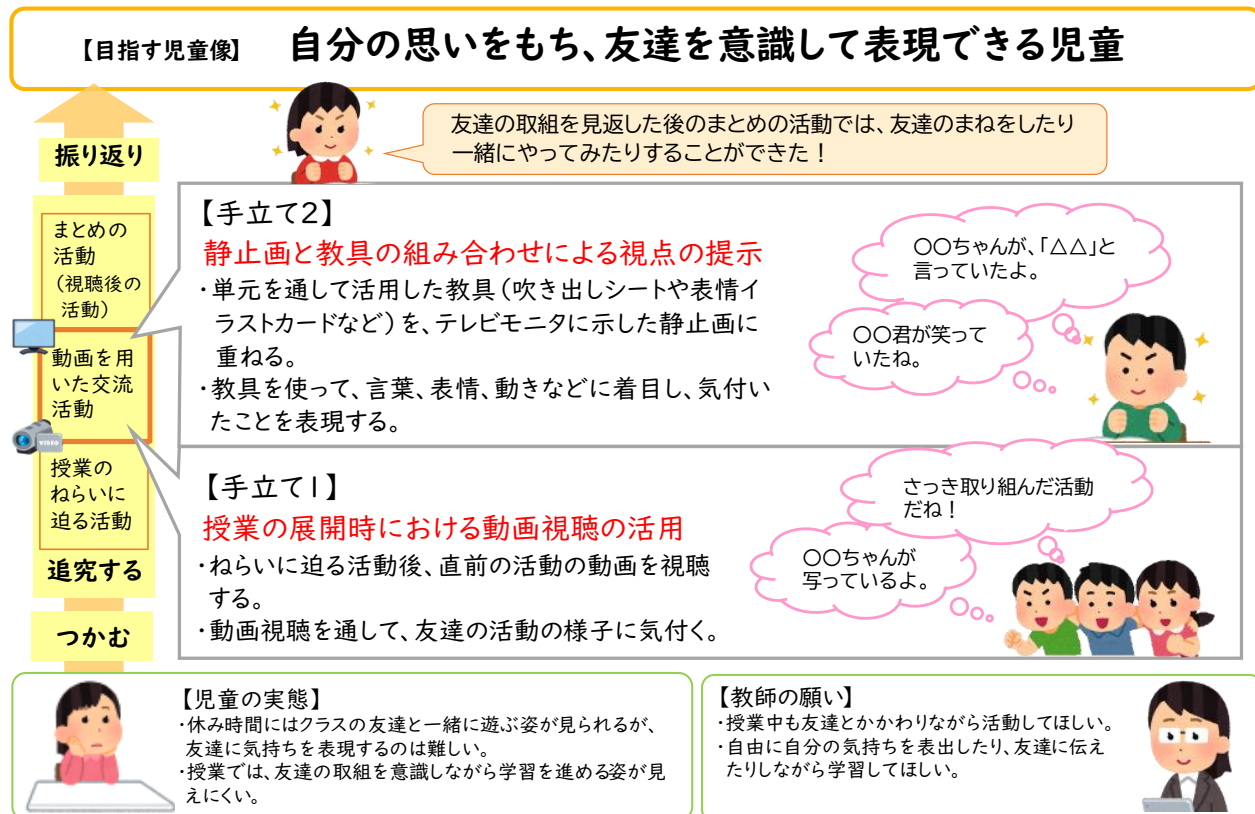 【目指す児童像】 自分の思いをもち、友達を意識して表現できる児童
友達の取組を見返した後のまとめの活動では、友達のまねをしたり
一緒にやってみたりすることができた！
振り返り
まとめの
活動
(視聴後の
活動)
動画を用
いた交流
活動
VIDEO
授業の
ねらいに
迫る活動
追究する
つかむ
【手立て2】
静止画と教具の組み合わせによる視点の提示
・単元を通して活用した教具(吹き出しシートや表情イ
ラストカードなど)を、テレビモニタに示した静止画に
重ねる。
・教具を使って、言葉、表情、動きなどに着目し、気付い
たことを表現する。
〇〇ちゃんが、「△△」と
言っていたよ。
〇〇君が笑って
いたね。
【手立て1】
授業の展開時における動画視聴の活用
・ねらいに迫る活動後、直前の活動の動画を視聴
する。
・動画視聴を通して、友達の活動の様子に気付く。
さっき取り組んだ活動
だね！
〇〇ちゃんが
写っているよ。
【児童の実態】
・休み時間にはクラスの友達と一緒に遊ぶ姿が見られるが、
友達に気持ちを表現するのは難しい。
・授業では、友達の取組を意識しながら学習を進める姿が見
えにくい。
【教師の願い】
・授業中も友達とかかわりながら活動してほしい。
・自由に自分の気持ちを表出したり、友達に伝え
たりしながら学習してほしい。